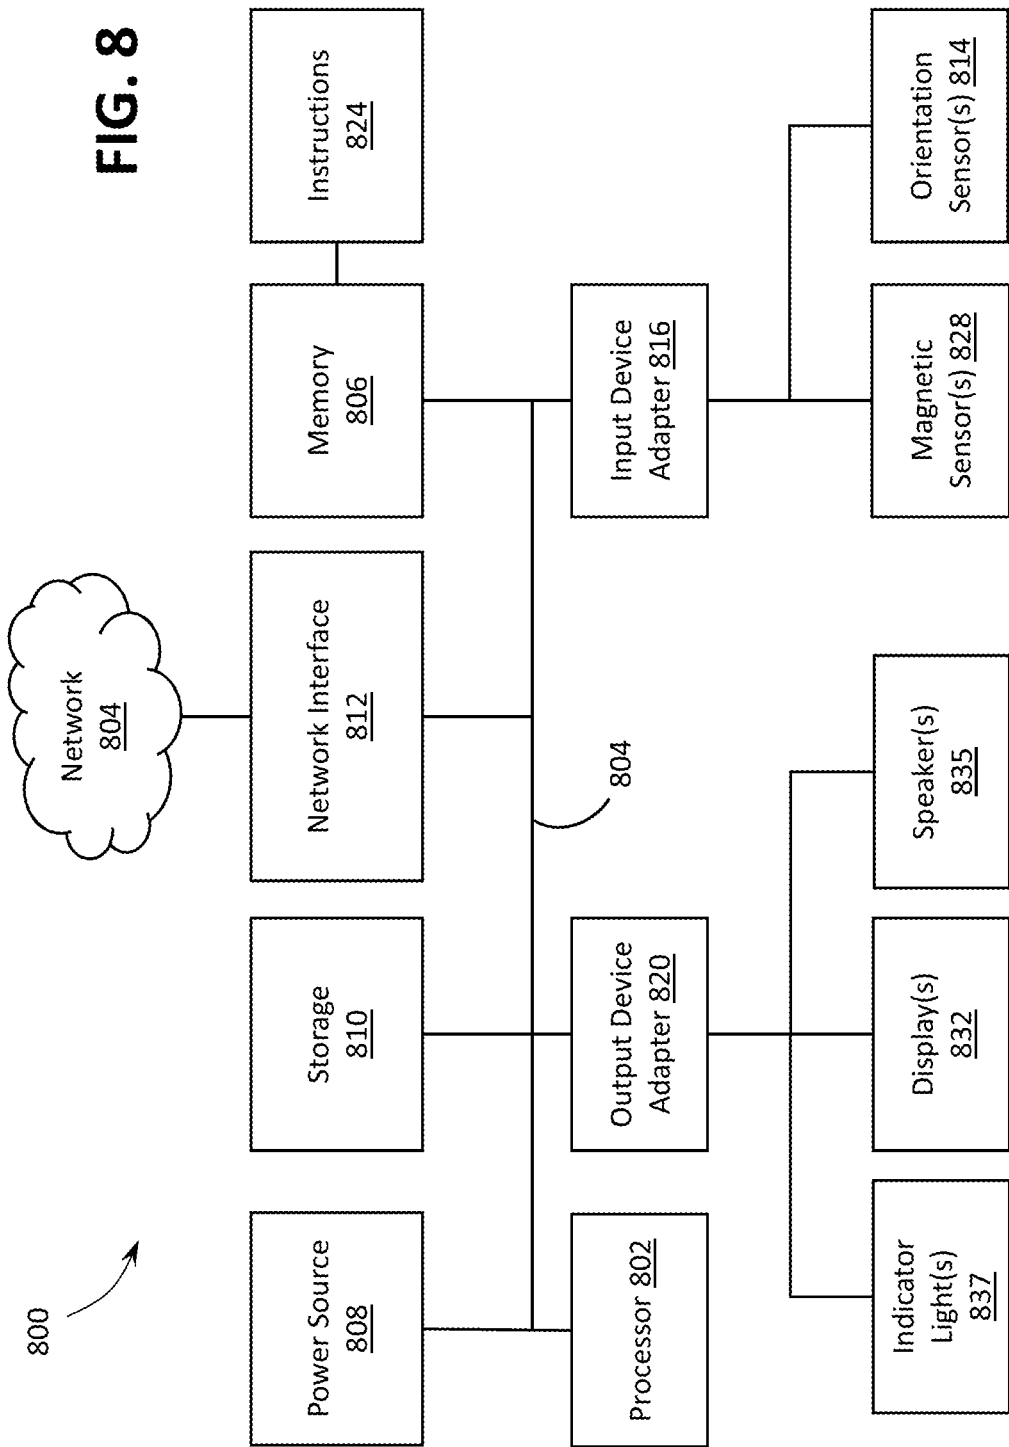 FIG. 8
800
Network
804
Power Source
808
Storage
810
Network Interface
812
Memory
806
Instructions
824
804
Processor 802
Output Device
Adapter 820
Input Device
Adapter 816
Indicator
Light(s)
837
Display(s)
832
Speaker(s)
835
Magnetic
Sensor(s) 828
Orientation
Sensor(s) 814